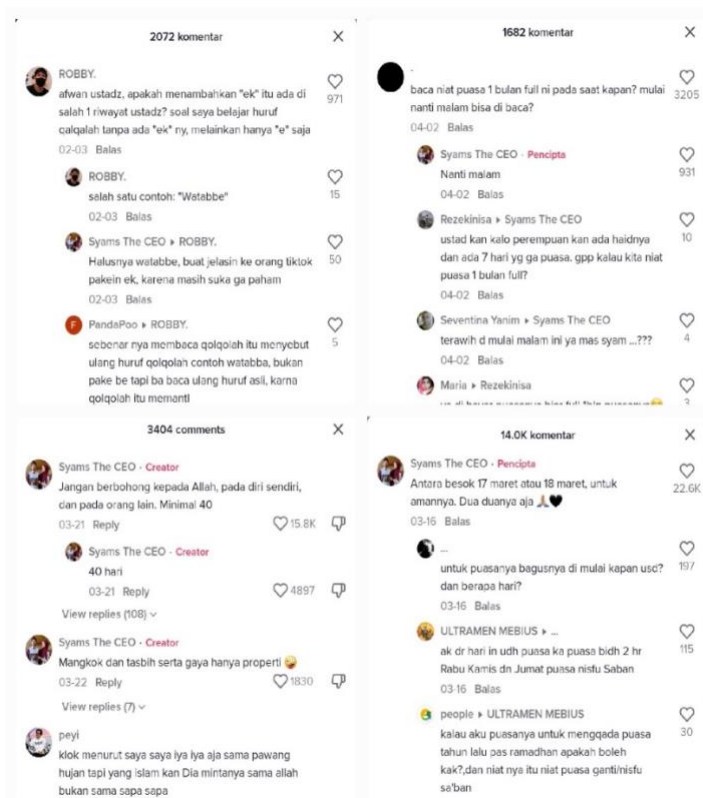 2072 komentar
ROBBY.
afwan ustadz, apakah menambahkan "ek" itu ada di
salah 1 riwayat ustadz? soal saya belajar huruf
qalqalah tanpa ada "ek" ny, melainkan hanya "e" saja
971
02-03 Balas
ROBBY.
salah satu contoh: "Watabbe"
15
02-03 Balas
Syams The CEO ▸ ROBBY.
Halusnya watabbe, buat jelasin ke orang tiktok
pakein ek, karena masih suka ga paham
50
02-03 Balas
F
PandaPoo ▸ ROBBY.
sebenar nya membaca qolqolah itu menyebut
ulang huruf qolqolah contoh watabba, bukan
pake be tapi ba baca ulang huruf asli, karna
qolqolah itu memantl
5
1682 komentar
.
baca niat puasa 1 bulan full ni pada saat kapan? mulai
nanti malam bisa di baca?
3205
04-02 Balas
Syams The CEO · Pencipta
Nanti malam
931
04-02 Balas
Rezekinisa ▸ Syams The CEO
ustad kan kalo perempuan kan ada haidnya
dan ada 7 hari yg ga puasa. gpp kalau kita niat
puasa 1 bulan full?
10
04-02 Balas
Seventina Yanim ▸ Syams The CEO
terawih d mulai malam ini ya mas syam ...???
4
04-02 Balas
Maria ▸ Rezekinisa
3
3404 comments
Syams The CEO · Creator
Jangan berbohong kepada Allah, pada diri sendiri,
dan pada orang lain. Minimal 40
03-21 Reply 15.8K
Syams The CEO · Creator
40 hari
03-21 Reply 4897
View replies (108)
Syams The CEO · Creator
Mangkok dan tasbih serta gaya hanya properti 🤪
03-22 Reply 1830
View replies (7)
peyi
klok menurut saya saya iya iya aja sama pawang
hujan tapi yang islam kan Dia mintanya sama allah
bukan sama sapa sapa
14.0K komentar
Syams The CEO · Pencipta
Antara besok 17 maret atau 18 maret, untuk
amannya. Dua duanya aja 🙏🏼🖤
22.6K
03-16 Balas
...
untuk puasanya bagusnya di mulai kapan usd?
dan berapa hari?
197
03-16 Balas
ULTRAMEN MEBIUS ▸ ...
ak dr hari in udh puasa ka puasa bidh 2 hr
Rabu Kamis dn Jumat puasa nisfu Saban
115
03-16 Balas
people ▸ ULTRAMEN MEBIUS
kalau aku puasanya untuk mengqada puasa
tahun lalu pas ramadhan apakah boleh
kak?,dan niat nya itu niat puasa ganti/nisfu
sa'ban
30